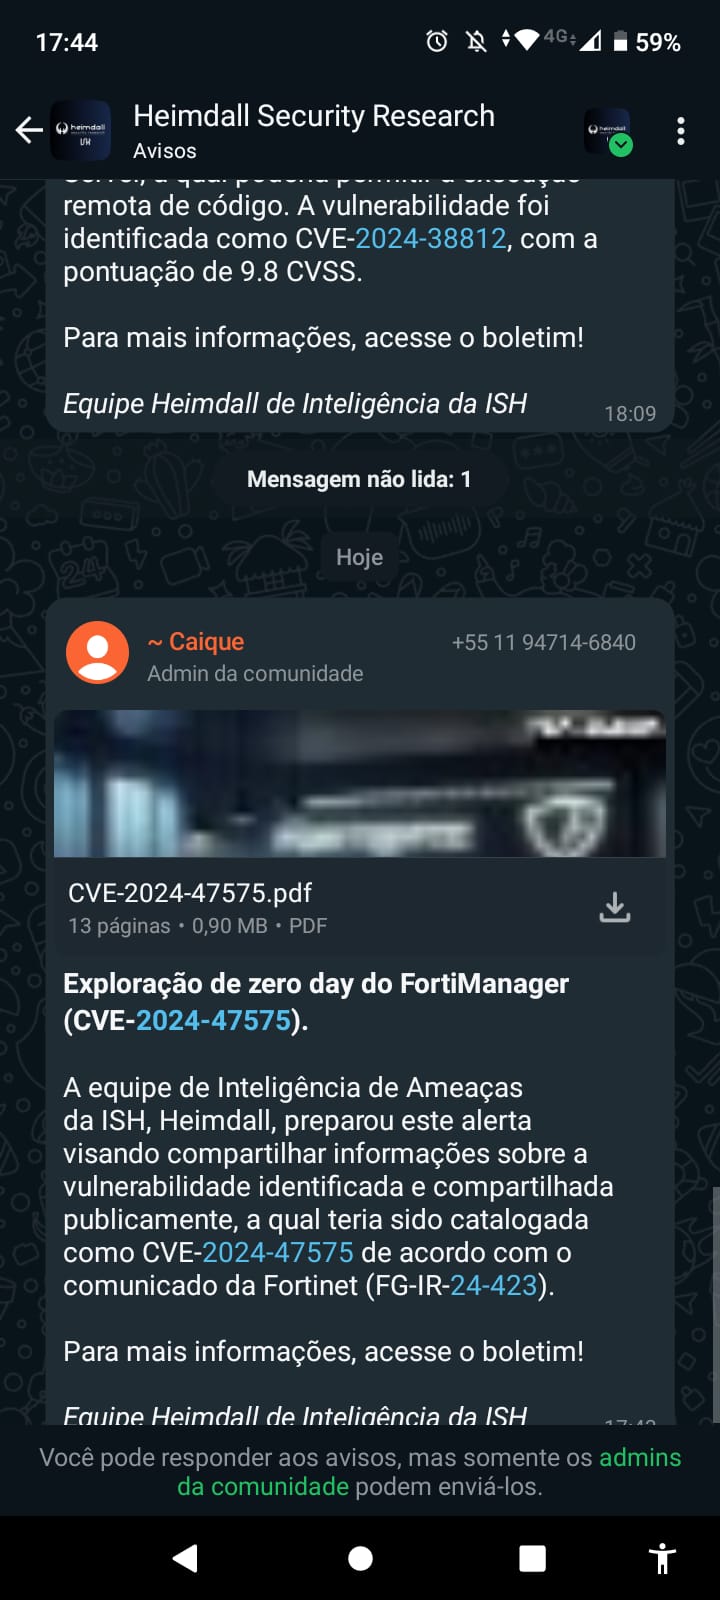 17:44
4G
59%
heimdall
ISH
Heimdall Security Research
Avisos
heimdall
remota de código. A vulnerabilidade foi
identificada como CVE-2024-38812, com a
pontuação de 9.8 CVSS.
Para mais informações, acesse o boletim!
Equipe Heimdall de Inteligência da ISH
18:09
Mensagem não lida: 1
Hoje
~ Caique
+55 11 94714-6840
Admin da comunidade
CVE-2024-47575.pdf
13 páginas • 0,90 MB • PDF
Exploração de zero day do FortiManager
(CVE-2024-47575).
A equipe de Inteligência de Ameaças
da ISH, Heimdall, preparou este alerta
visando compartilhar informações sobre a
vulnerabilidade identificada e compartilhada
publicamente, a qual teria sido catalogada
como CVE-2024-47575 de acordo com o
comunicado da Fortinet (FG-IR-24-423).
Para mais informações, acesse o boletim!
Equipe Heimdall de Inteligência da ISH
Você pode responder aos avisos, mas somente os admins
da comunidade podem enviá-los.